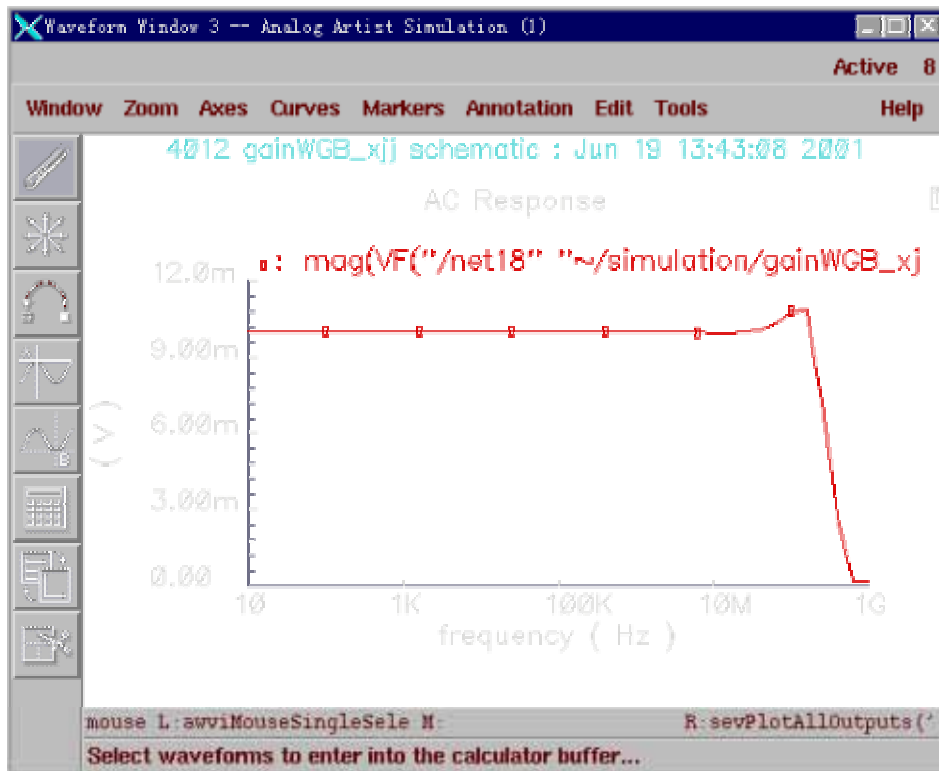 Waveform Window 3 -- Analog Artist Simulation (1)
Active 8
Window Zoom Axes Curves Markers Annotation Edit Tools Help
4012 gainWGB_xjj schematic : Jun 19 13:43:08 2001
AC Response
: mag(VF("/net18" "~/simulation/gainWGB_xj
12.0m
9.00m
6.00m
3.00m
0.00
(V)
10 1K 100K 10M 1G
frequency ( Hz )
mouse L:awviMouseSingleSele M: R:sevPlotAllOutputs('
Select waveforms to enter into the calculator buffer...